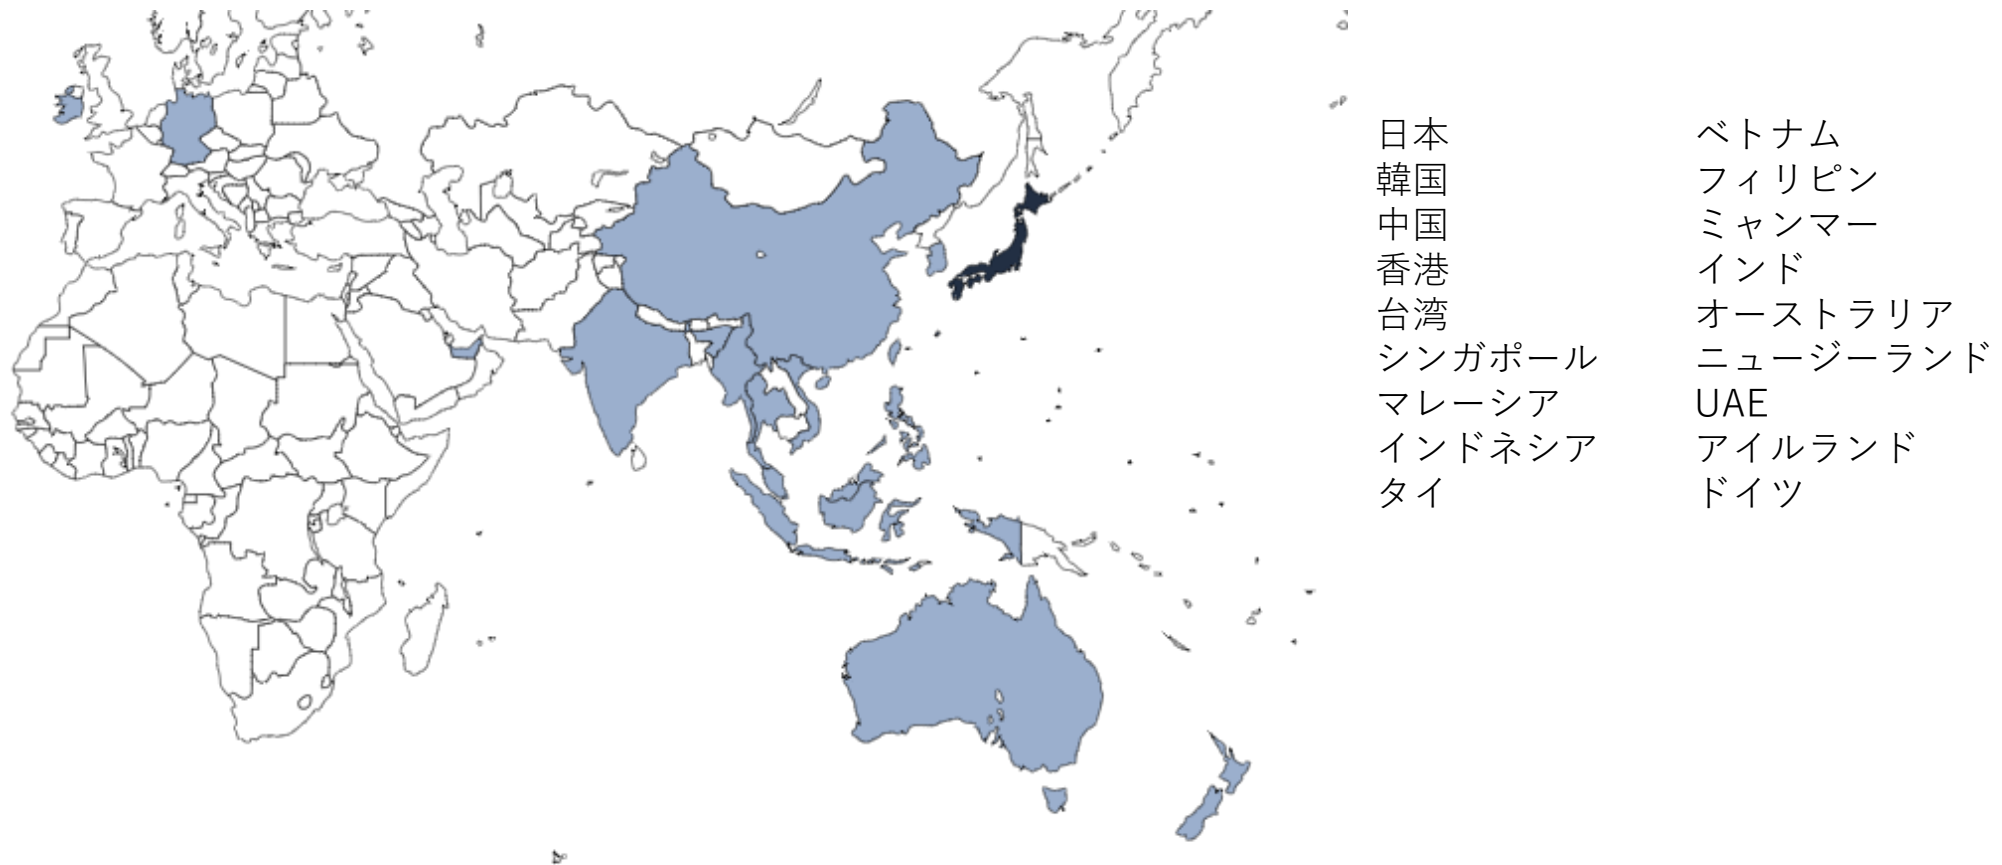 日本
韓国
中国
香港
台湾
シンガポール
マレーシア
インドネシア
タイ
ベトナム
フィリピン
ミャンマー
インド
オーストラリア
ニュージーランド
UAE
アイルランド
ドイツ